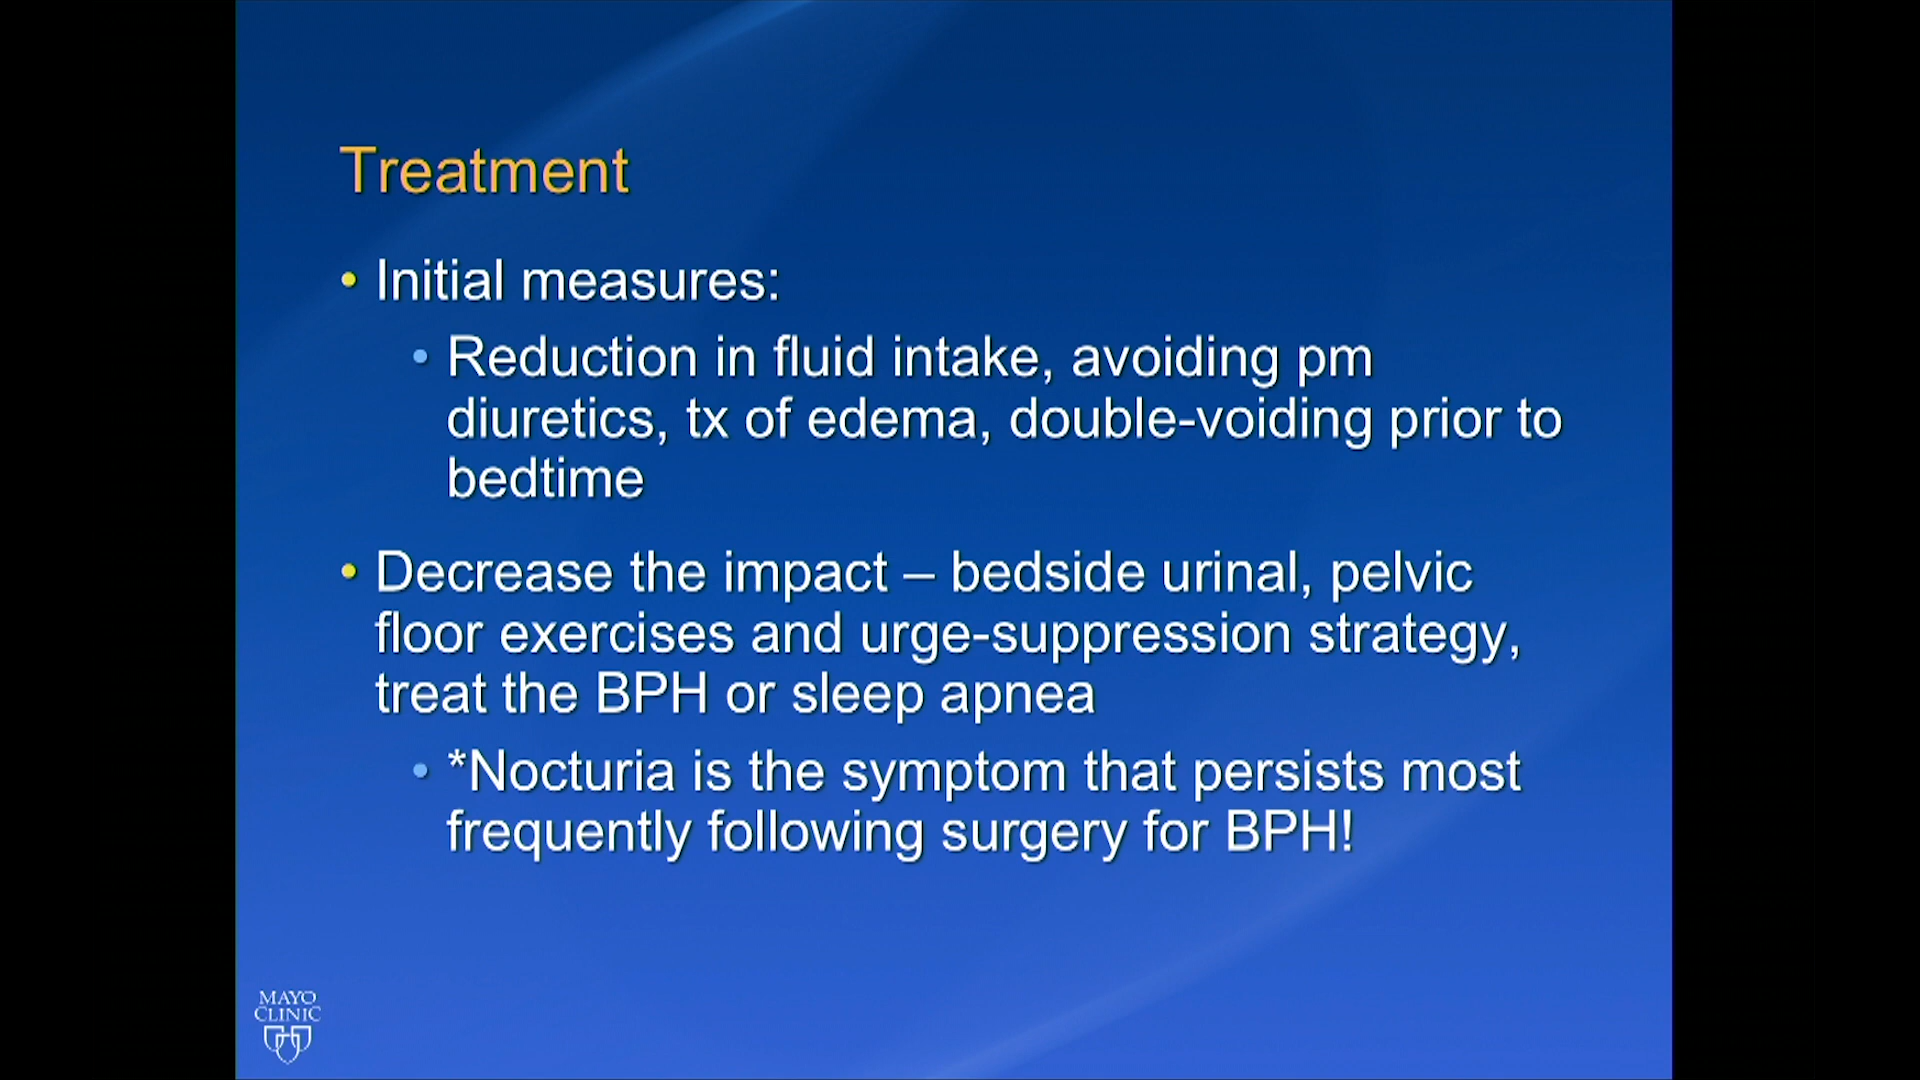 Treatment
• Initial measures:
• Reduction in fluid intake, avoiding pm
diuretics, tx of edema, double-voiding prior to
bedtime
• Decrease the impact – bedside urinal, pelvic
floor exercises and urge-suppression strategy,
treat the BPH or sleep apnea
• *Nocturia is the symptom that persists most
frequently following surgery for BPH!
MAYO
CLINIC